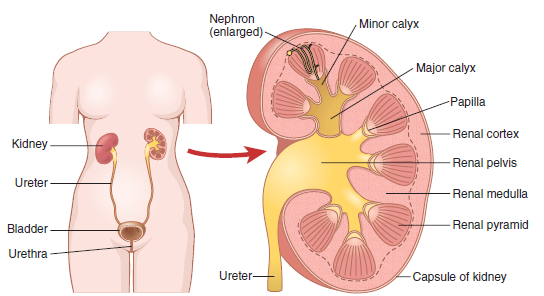 Nephron
(enlarged)
Minor calyx
Major calyx
Papilla
Renal cortex
Renal pelvis
Renal medulla
Renal pyramid
Capsule of kidney
Ureter
Kidney
Ureter
Bladder
Urethra